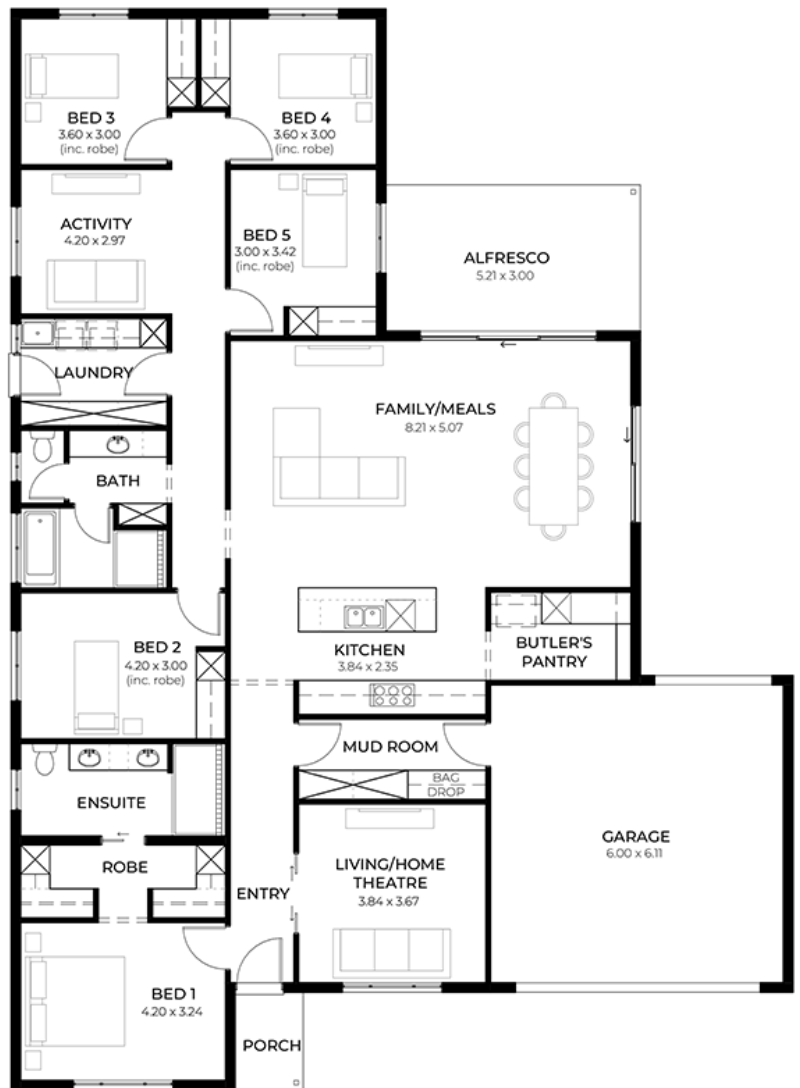 BED 3
3.60 x 3.00
(inc. robe)
BED 4
3.60 x 3.00
(inc. robe)
ACTIVITY
4.20 x 2.97
BED 5
3.00 x 3.42
(inc. robe)
ALFRESCO
5.21 x 3.00
LAUNDRY
FAMILY/MEALS
8.21 x 5.07
BATH
BED 2
4.20 x 3.00
(inc. robe)
KITCHEN
3.84 x 2.35
BUTLER'S
PANTRY
MUD ROOM
BAG
DROP
ENSUITE
GARAGE
6.00 x 6.11
ROBE
LIVING/HOME
THEATRE
3.84 x 3.67
ENTRY
BED 1
4.20 x 3.24
PORCH